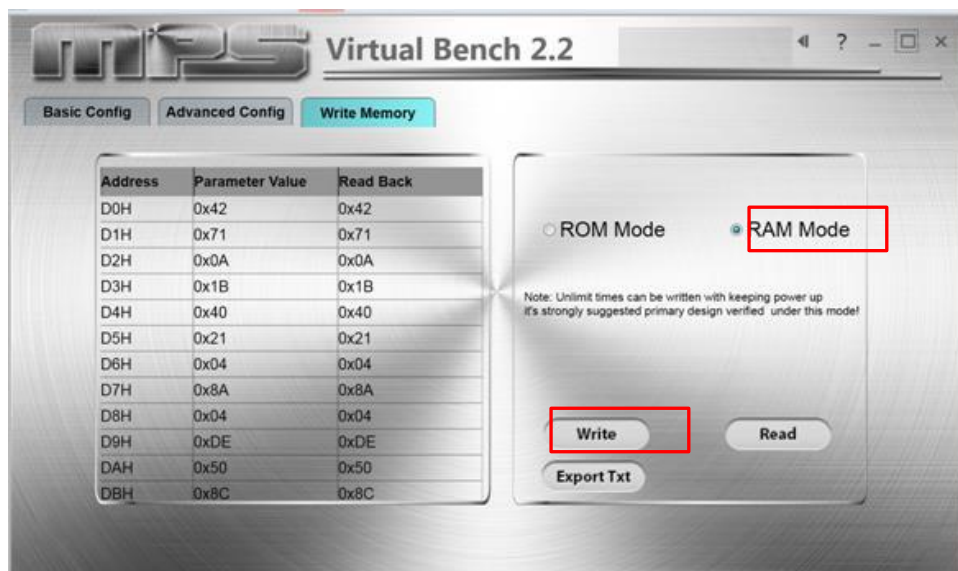 MPS Virtual Bench 2.2 ?
Basic Config Advanced Config Write Memory
Address Parameter Value Read Back
D0H 0x42 0x42
D1H 0x71 0x71
D2H 0x0A 0x0A
D3H 0x1B 0x1B
D4H 0x40 0x40
D5H 0x21 0x21
D6H 0x04 0x04
D7H 0x8A 0x8A
D8H 0x04 0x04
D9H 0xDE 0xDE
DAH 0x50 0x50
DBH 0x8C 0x8C
ROM Mode RAM Mode
Note: Unlimit times can be written with keeping power up
it's strongly suggested primary design verified under this mode!
Write Read
Export Txt